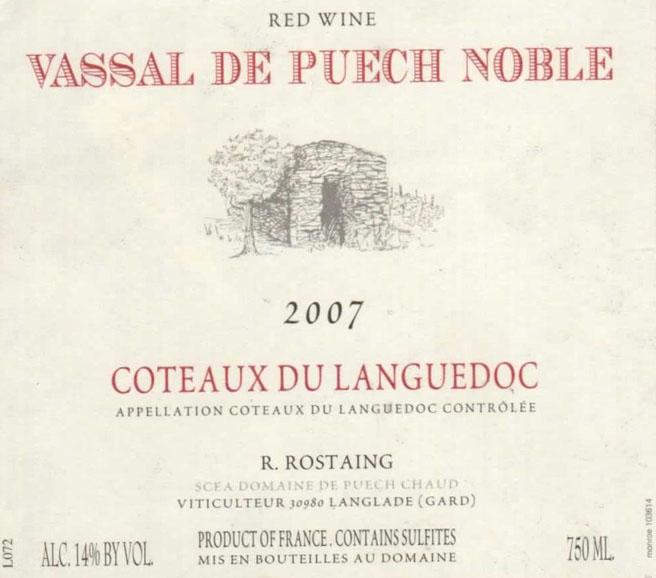 RED WINE
VASSAL DE PUECH NOBLE
2007
COTEAUX DU LANGUEDOC
APPELLATION COTEAUX DU LANGUEDOC CONTRÔLÉE
R. ROSTAING
SCEA DOMAINE DE PUECH CHAUD
VITICULTEUR 30980 LANGLADE (GARD)
L072
ALC. 14% BY VOL.
PRODUCT OF FRANCE. CONTAINS SULFITES
MIS EN BOUTEILLES AU DOMAINE
750 ML.
monroe 103614